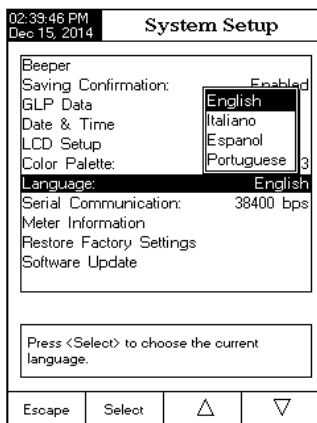 02:39:46 PM
Dec 15, 2014
System Setup
Beeper
Saving Confirmation: Enabled
GLP Data
Date & Time
LCD Setup
Color Palette: 3
Language: English
Serial Communication: 38400 bps
Meter Information
Restore Factory Settings
Software Update
English
Italiano
Espanol
Portuguese
Press <Select> to choose the current
language.
Escape Select